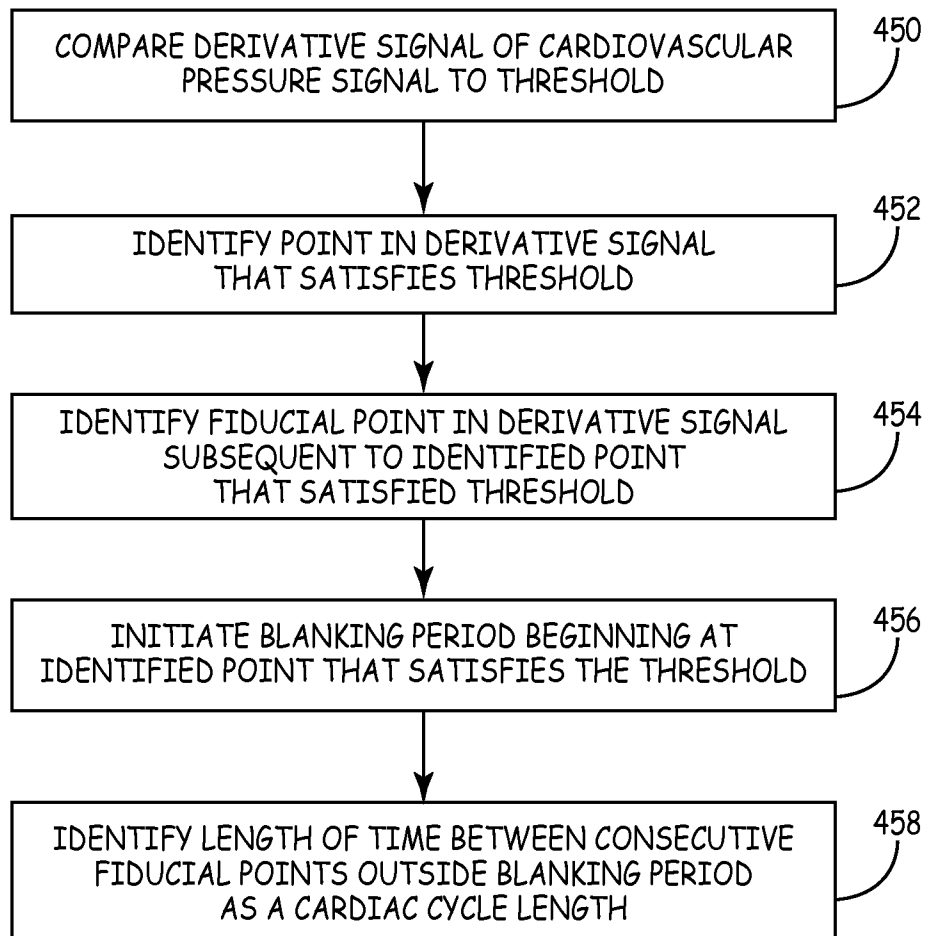 COMPARE DERIVATIVE SIGNAL OF CARDIOVASCULAR
PRESSURE SIGNAL TO THRESHOLD
450
IDENTIFY POINT IN DERIVATIVE SIGNAL
THAT SATISFIES THRESHOLD
452
IDENTIFY FIDUCIAL POINT IN DERIVATIVE SIGNAL
SUBSEQUENT TO IDENTIFIED POINT
THAT SATISFIED THRESHOLD
454
INITIATE BLANKING PERIOD BEGINNING AT
IDENTIFIED POINT THAT SATISFIES THE THRESHOLD
456
IDENTIFY LENGTH OF TIME BETWEEN CONSECUTIVE
FIDUCIAL POINTS OUTSIDE BLANKING PERIOD
AS A CARDIAC CYCLE LENGTH
458